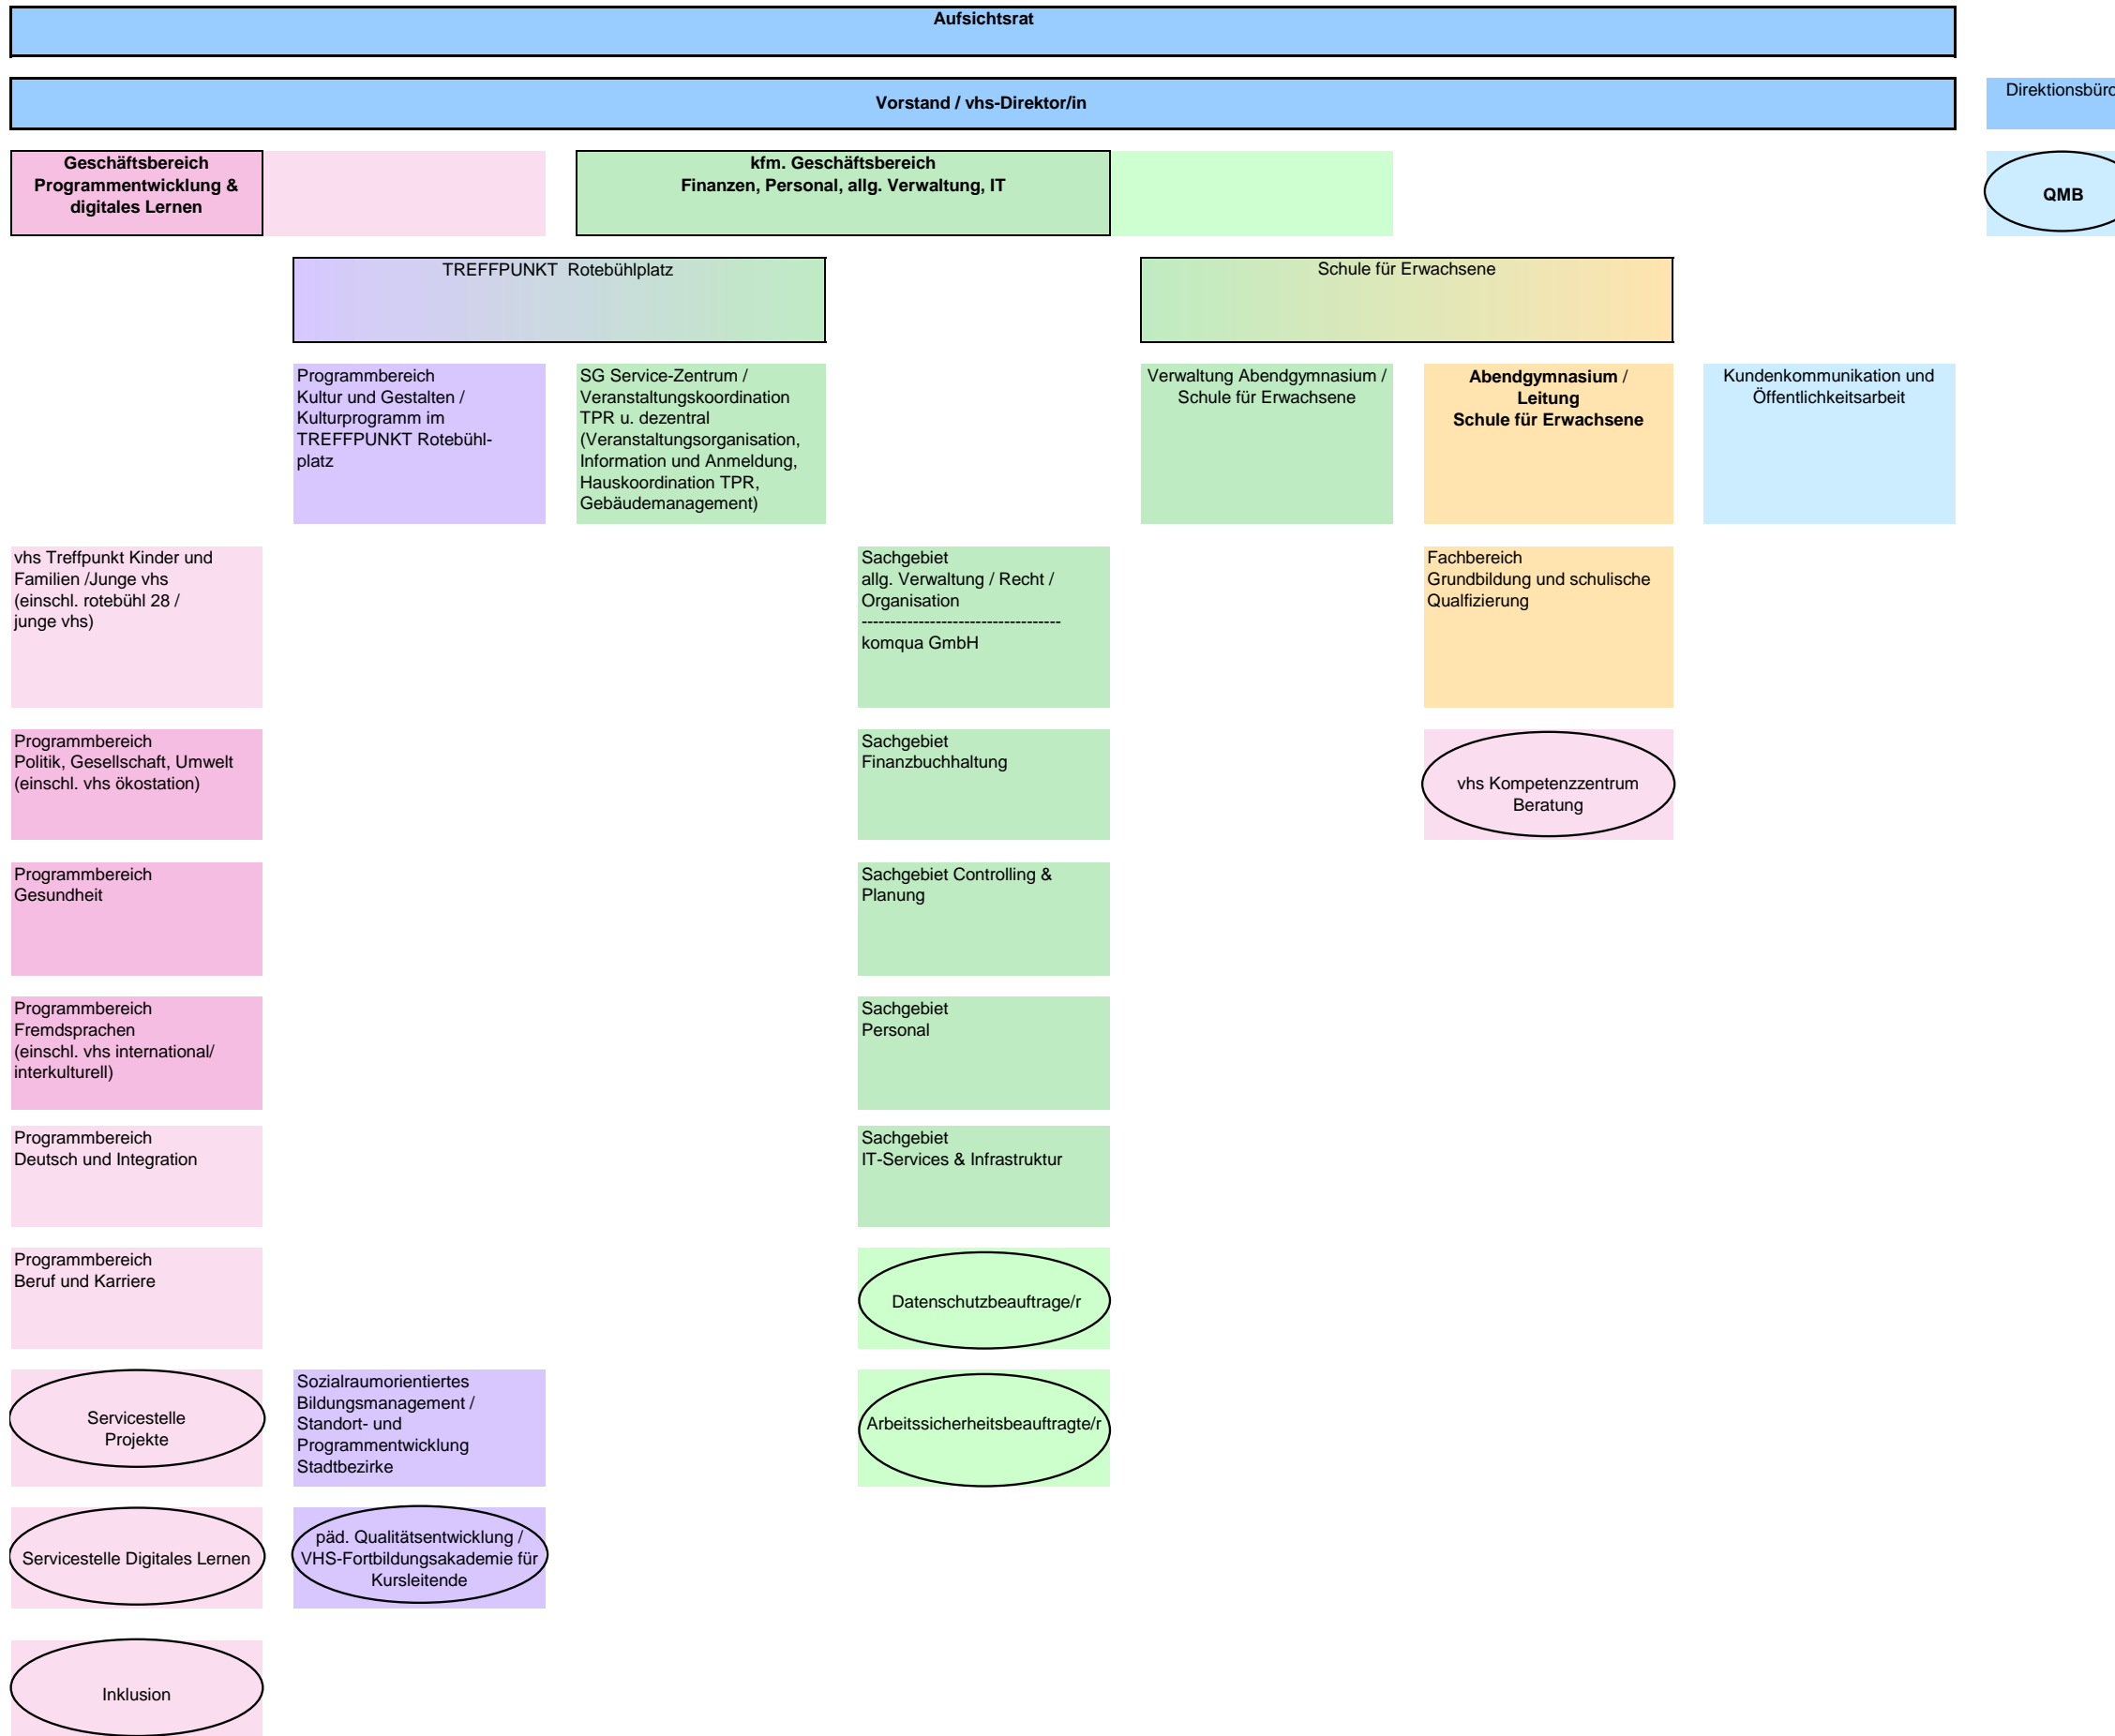 Aufsichtsrat
Vorstand / vhs-Direktor/in
Direktionsbüro
Geschäftsbereich
Programmentwicklung &
digitales Lernen
kfm. Geschäftsbereich
Finanzen, Personal, allg. Verwaltung, IT
QMB
TREFFPUNKT  Rotebühlplatz
Schule für Erwachsene
Programmbereich
Kultur und Gestalten /
Kulturprogramm im
TREFFPUNKT Rotebühl-
platz
SG Service-Zentrum /
Veranstaltungskoordination
TPR u. dezentral
(Veranstaltungsorganisation,
Information und Anmeldung,
Hauskoordination TPR,
Gebäudemanagement)
Verwaltung Abendgymnasium /
Schule für Erwachsene
Abendgymnasium /
Leitung
Schule für Erwachsene
Kundenkommunikation und
Öffentlichkeitsarbeit
vhs Treffpunkt Kinder und
Familien /Junge vhs
(einschl. rotebühl 28 /
junge vhs)
Sachgebiet
allg. Verwaltung / Recht /
Organisation
-----------------------------------
komqua GmbH
Fachbereich
Grundbildung und schulische
Qualfizierung
Programmbereich
Politik, Gesellschaft, Umwelt
(einschl. vhs ökostation)
Sachgebiet
Finanzbuchhaltung
vhs Kompetenzzentrum
Beratung
Programmbereich
Gesundheit
Sachgebiet Controlling &
Planung
Programmbereich
Fremdsprachen
(einschl. vhs international/
interkulturell)
Sachgebiet
Personal
Programmbereich
Deutsch und Integration
Sachgebiet
IT-Services & Infrastruktur
Programmbereich
Beruf und Karriere
Datenschutzbeauftrage/r
Servicestelle
Projekte
Sozialraumorientiertes
Bildungsmanagement /
Standort- und
Programmentwicklung
Stadtbezirke
Arbeitssicherheitsbeauftragte/r
Servicestelle Digitales Lernen
päd. Qualitätsentwicklung /
VHS-Fortbildungsakademie für
Kursleitende
Inklusion